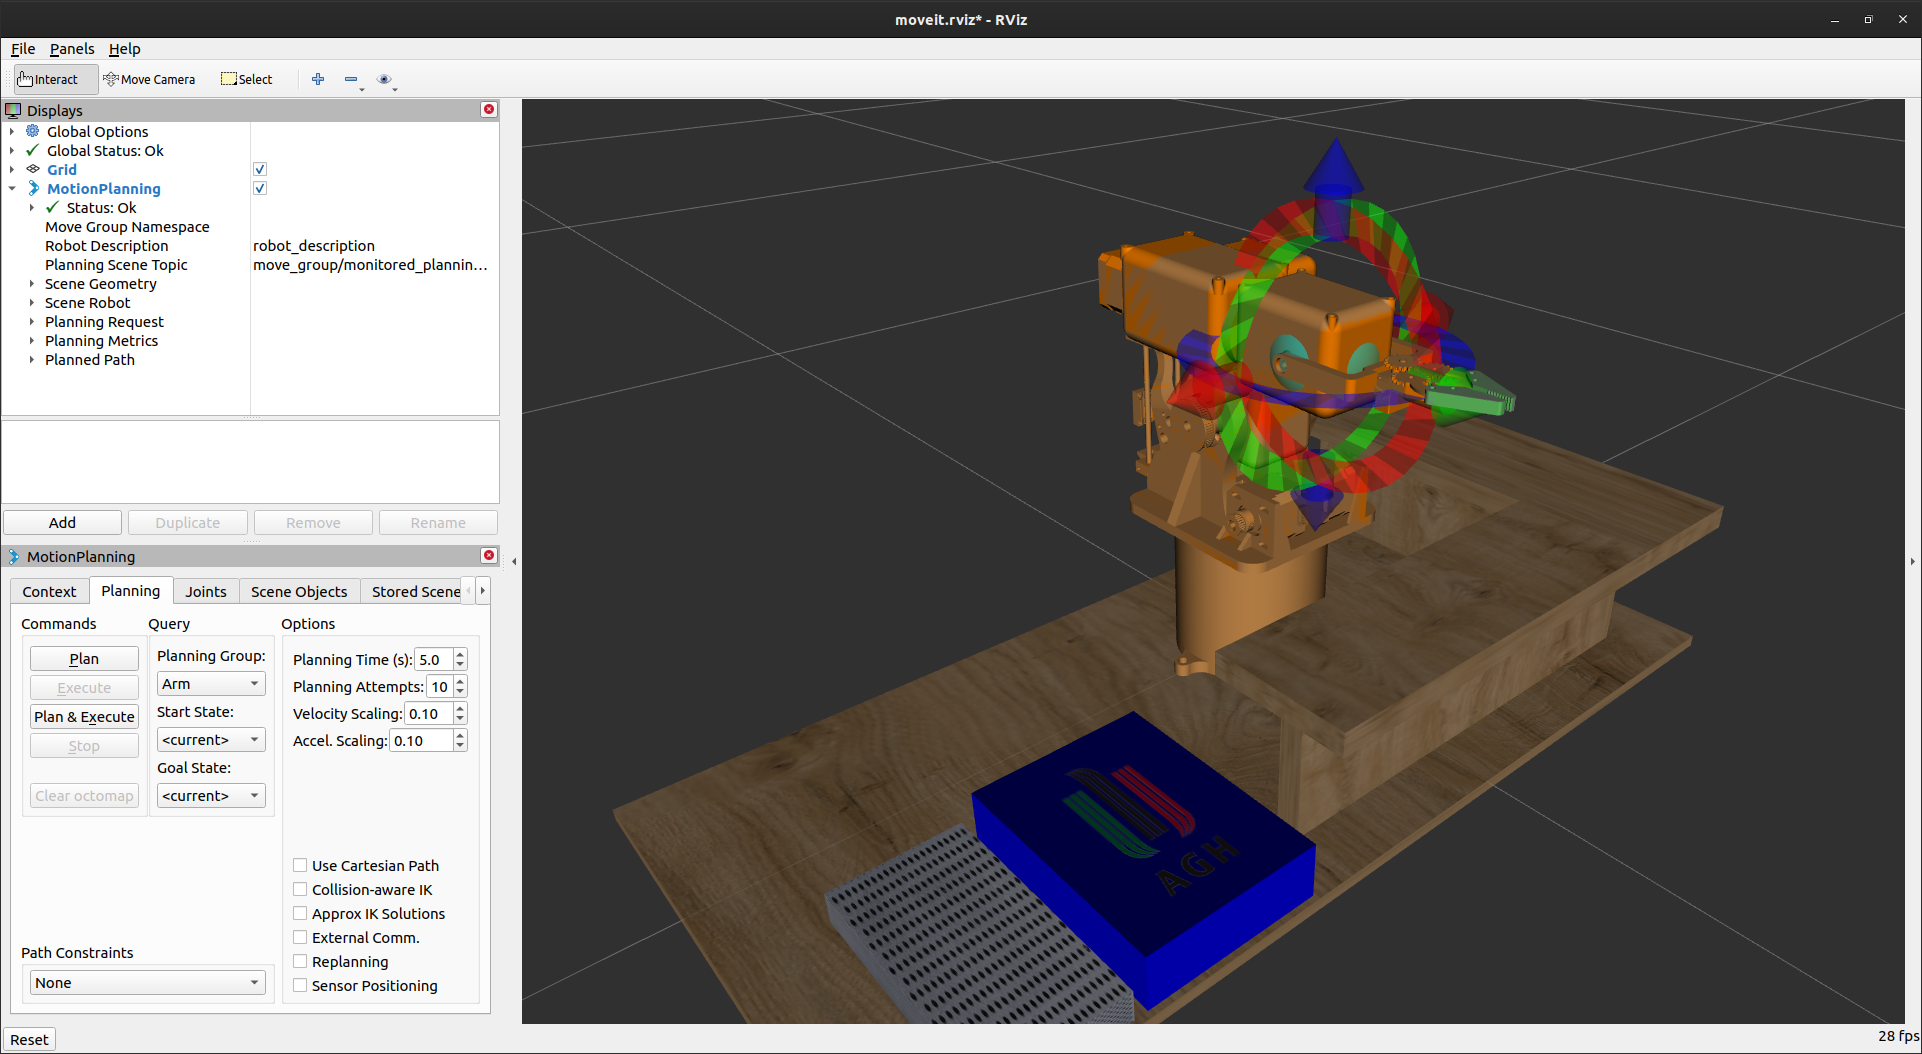 moveit.rviz* - RViz
File Panels Help
Interact Move Camera Select
Displays
Global Options
Global Status: Ok
Grid
MotionPlanning
Status: Ok
Move Group Namespace
Robot Description robot_description
Planning Scene Topic move_group/monitored_plannin...
Scene Geometry
Scene Robot
Planning Request
Planning Metrics
Planned Path
Add Duplicate Remove Rename
MotionPlanning
Context Planning Joints Scene Objects Stored Scene
Commands Query Options
Plan
Execute
Plan & Execute
Stop
Clear octomap
Planning Group:
Arm
Start State:
<current>
Goal State:
<current>
Planning Time (s): 5.0
Planning Attempts: 10
Velocity Scaling: 0.10
Accel. Scaling: 0.10
Use Cartesian Path
Collision-aware IK
Approx IK Solutions
External Comm.
Replanning
Sensor Positioning
Path Constraints
None
AGH
Reset
28 fps